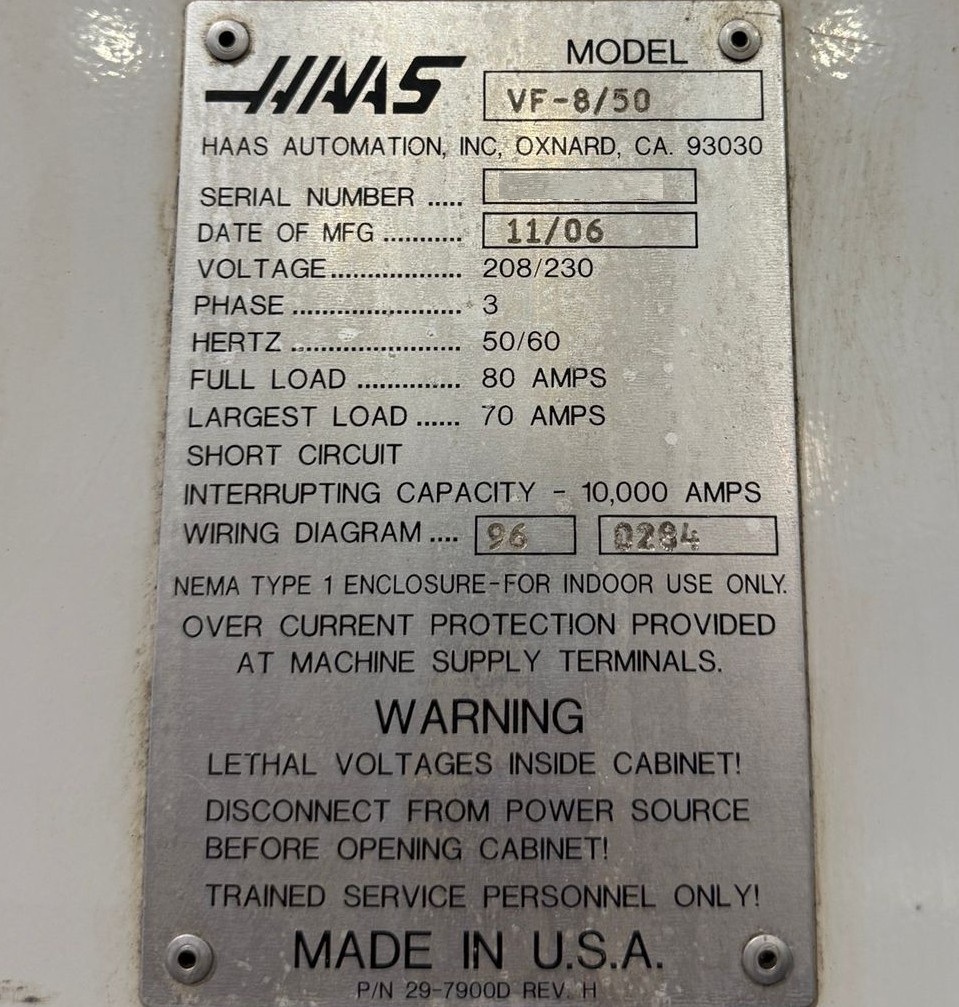 HAAS
MODEL
VF-8/50
HAAS AUTOMATION, INC, OXNARD, CA. 93030
SERIAL NUMBER .....
DATE OF MFG ........... 11/06
VOLTAGE.................. 208/230
PHASE ....................... 3
HERTZ ....................... 50/60
FULL LOAD .............. 80 AMPS
LARGEST LOAD ...... 70 AMPS
SHORT CIRCUIT
INTERRUPTING CAPACITY - 10,000 AMPS
WIRING DIAGRAM .... 96 0284
NEMA TYPE 1 ENCLOSURE-FOR INDOOR USE ONLY.
OVER CURRENT PROTECTION PROVIDED
AT MACHINE SUPPLY TERMINALS.
WARNING
LETHAL VOLTAGES INSIDE CABINET!
DISCONNECT FROM POWER SOURCE
BEFORE OPENING CABINET!
TRAINED SERVICE PERSONNEL ONLY!
MADE IN U.S.A.
P/N 29-7900D REV. H